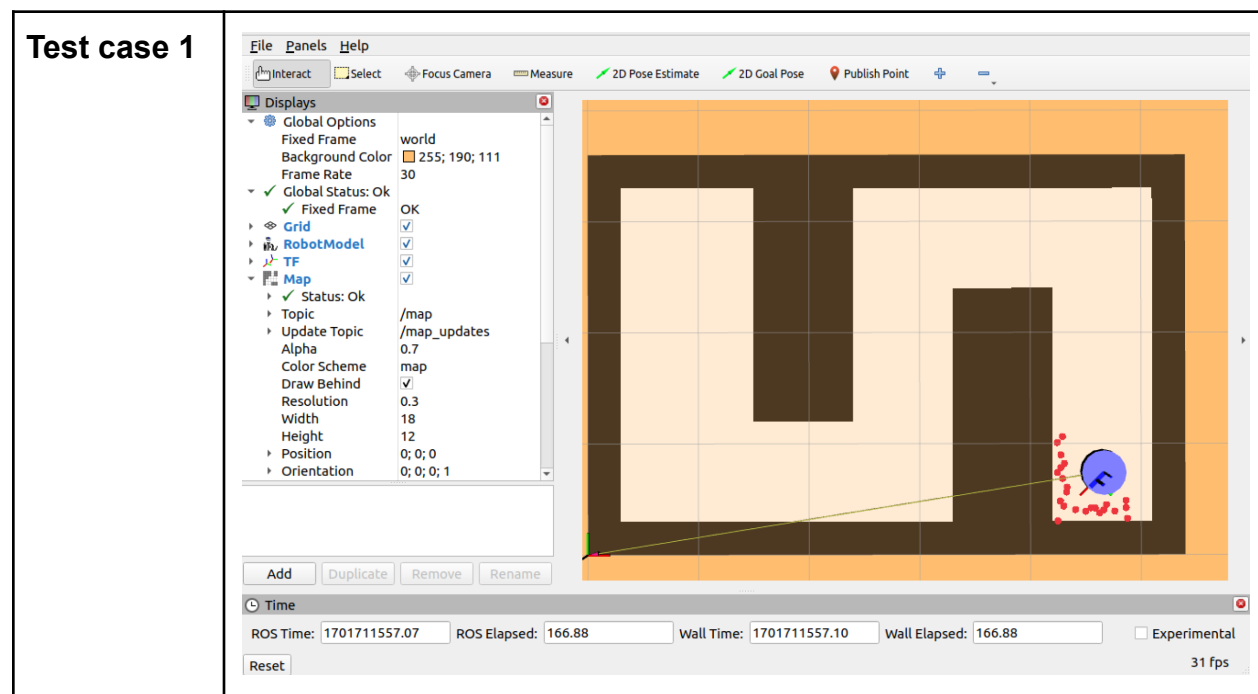 Test case 1
File Panels Help
Interact Select Focus Camera Measure 2D Pose Estimate 2D Goal Pose Publish Point
Displays
Global Options
Fixed Frame world
Background Color 255; 190; 111
Frame Rate 30
Global Status: Ok
Fixed Frame OK
Grid
RobotModel
TF
Map
Status: Ok
Topic /map
Update Topic /map_updates
Alpha 0.7
Color Scheme map
Draw Behind
Resolution 0.3
Width 18
Height 12
Position 0; 0; 0
Orientation 0; 0; 0; 1
Add Duplicate Remove Rename
Time
ROS Time: 1701711557.07 ROS Elapsed: 166.88 Wall Time: 1701711557.10 Wall Elapsed: 166.88 Experimental
Reset 31 fps